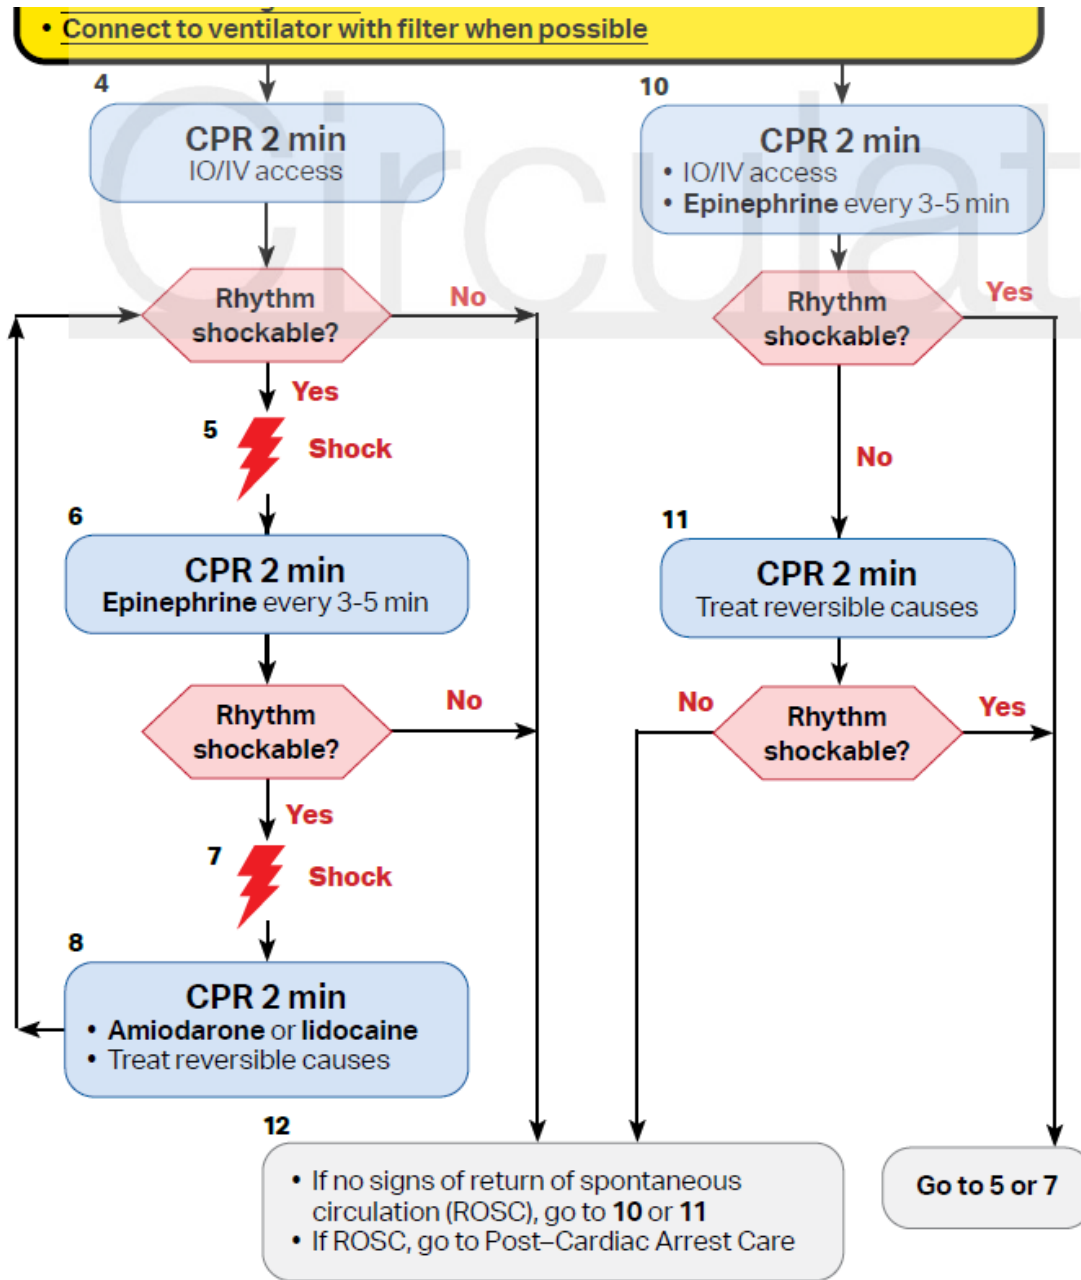 • Connect to ventilator with filter when possible
4
CPR 2 min
IO/IV access
Rhythm
shockable?
No
Yes
5
Shock
6
CPR 2 min
Epinephrine every 3-5 min
Rhythm
shockable?
No
Yes
7
Shock
8
CPR 2 min
• Amiodarone or lidocaine
• Treat reversible causes
10
CPR 2 min
• IO/IV access
• Epinephrine every 3-5 min
Rhythm
shockable?
Yes
No
11
CPR 2 min
Treat reversible causes
No
Rhythm
shockable?
Yes
12
• If no signs of return of spontaneous
circulation (ROSC), go to 10 or 11
• If ROSC, go to Post–Cardiac Arrest Care
Go to 5 or 7
Circulat